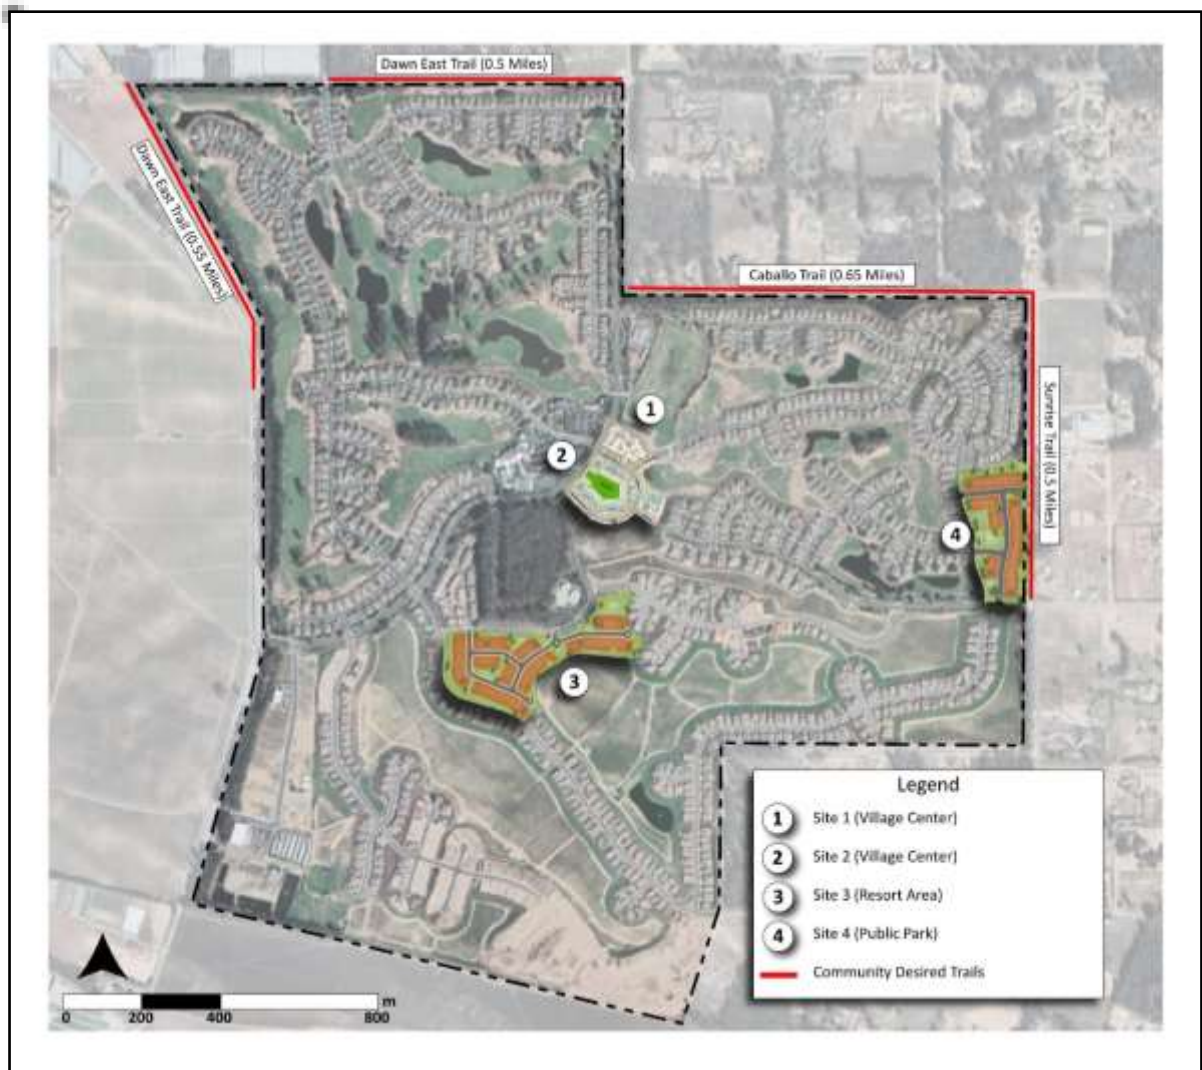 Dawn East Trail (0.5 Miles)
Dawn East Trail (0.55 Miles)
Caballo Trail (0.65 Miles)
Sunrise Trail (0.5 Miles)
1
2
4
3
Legend
1 Site 1 (Village Center)
2 Site 2 (Village Center)
3 Site 3 (Resort Area)
4 Site 4 (Public Park)
Community Desired Trails
m
0 200 400 800